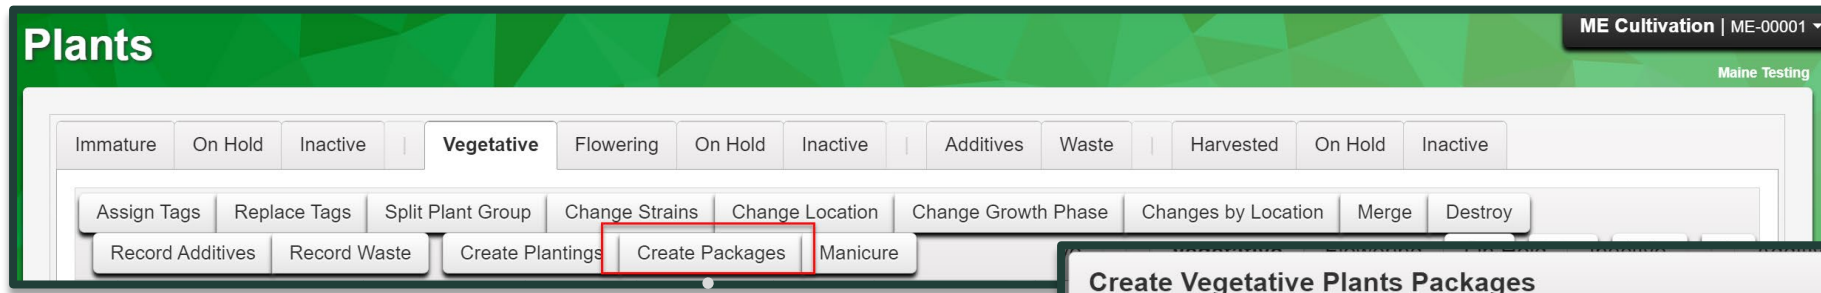 Plants
ME Cultivation | ME-00001
Maine Testing
Immature On Hold Inactive | Vegetative Flowering On Hold Inactive | Additives Waste | Harvested On Hold Inactive
Assign Tags Replace Tags Split Plant Group Change Strains Change Location Change Growth Phase Changes by Location Merge Destroy
Record Additives Record Waste Create Plantings Create Packages Manicure
Create Vegetative Plants Packages